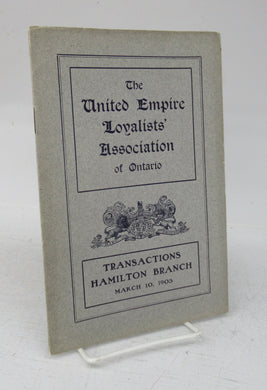 The
United Empire
Loyalists'
Association
of Ontario
TRANSACTIONS
HAMILTON BRANCH
MARCH 10, 1903